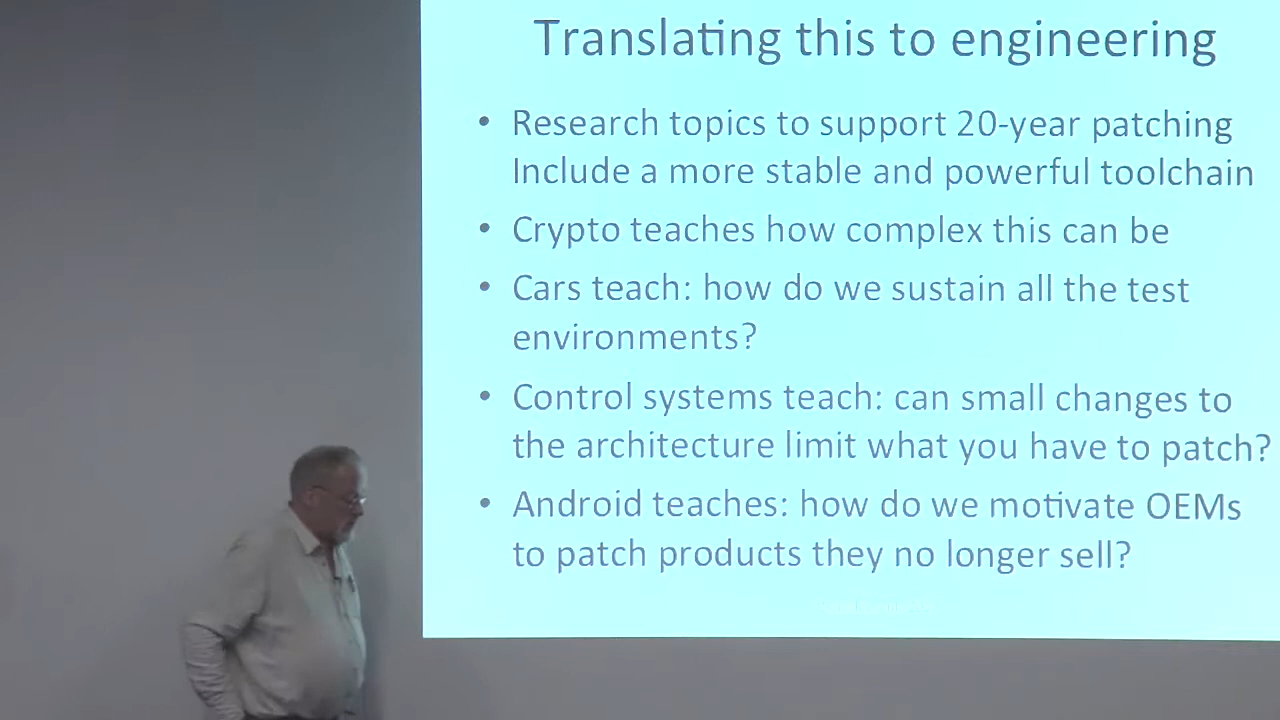 Translating this to engineering
• Research topics to support 20-year patching
Include a more stable and powerful toolchain
• Crypto teaches how complex this can be
• Cars teach: how do we sustain all the test
environments?
• Control systems teach: can small changes to
the architecture limit what you have to patch?
• Android teaches: how do we motivate OEMs
to patch products they no longer sell?